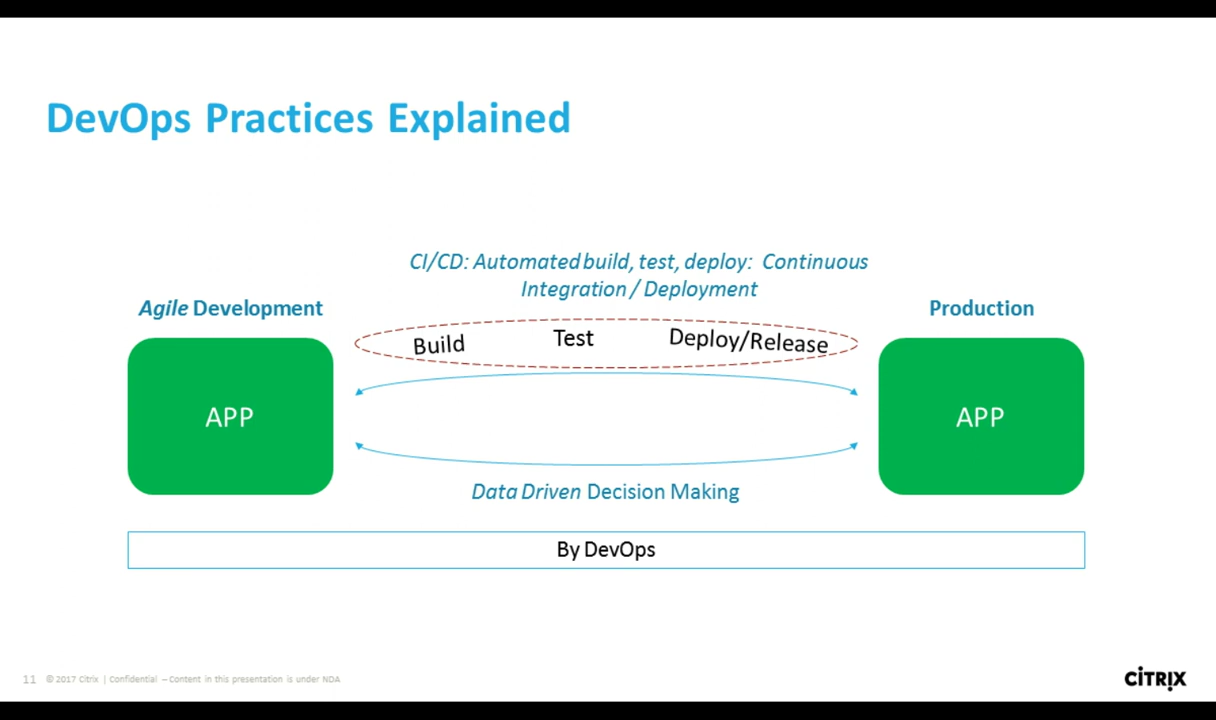 DevOps Practices Explained
CI/CD: Automated build, test, deploy: Continuous
Integration / Deployment
Agile Development
Production
Build
Test
Deploy/Release
APP
APP
Data Driven Decision Making
By DevOps
11
© 2017 Citrix | Confidential – Content in this presentation is under NDA
CiTRIX